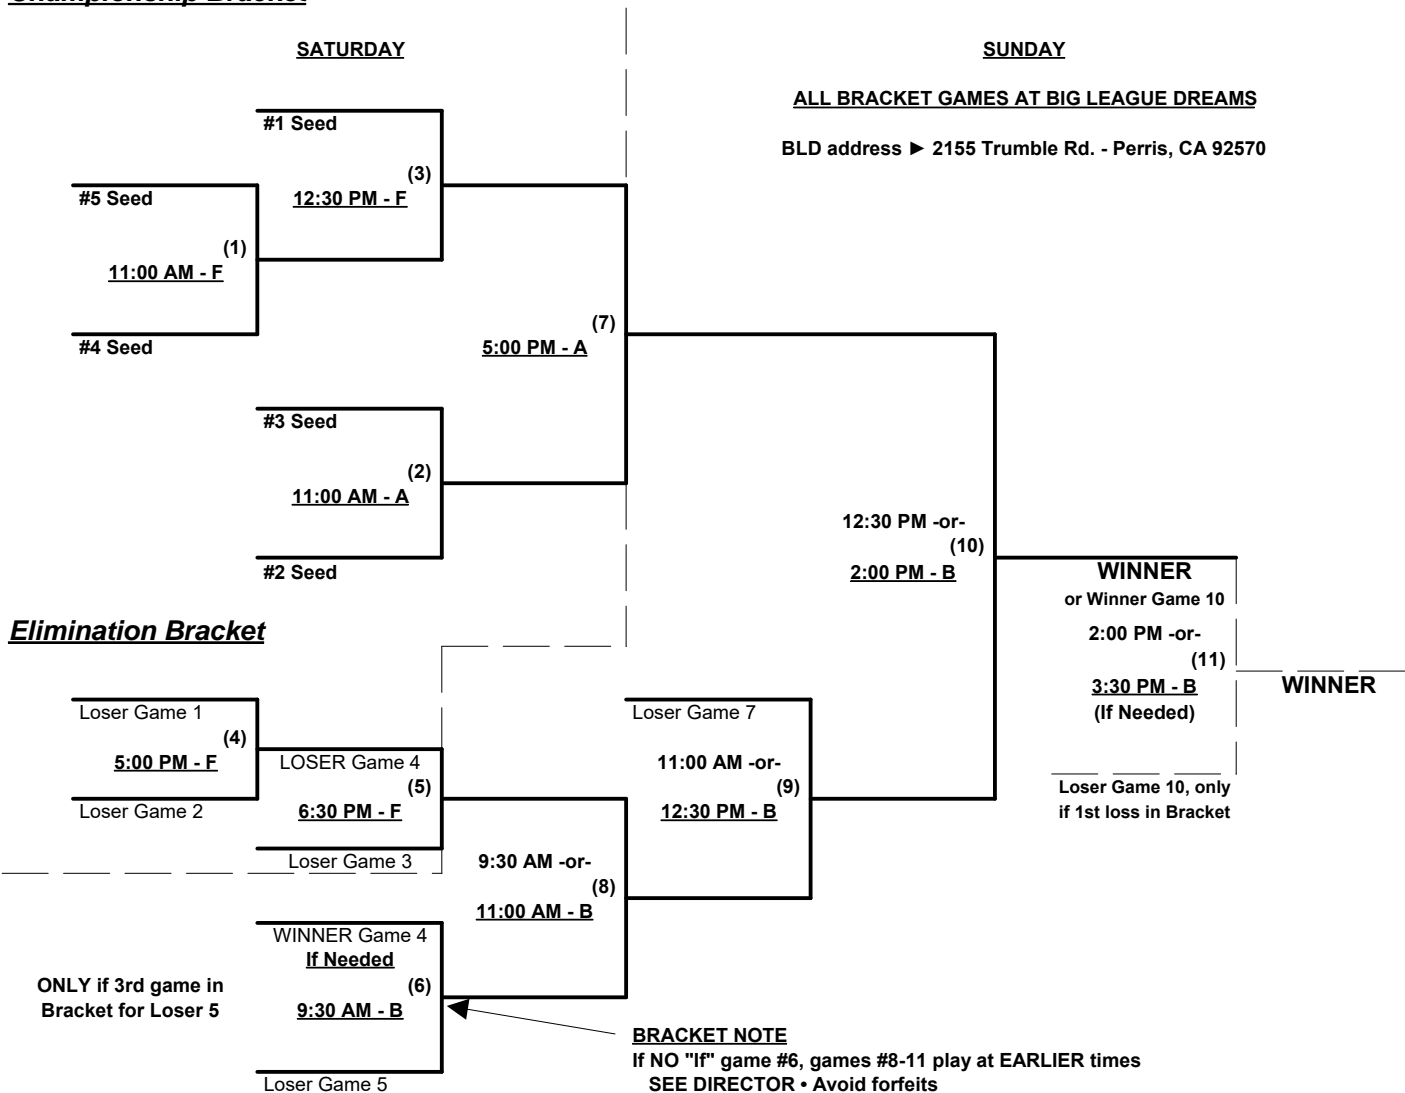 Championship Bracket
SATURDAY
SUNDAY
ALL BRACKET GAMES AT BIG LEAGUE DREAMS
BLD address ► 2155 Trumble Rd. - Perris, CA 92570
#1 Seed
(3)
12:30 PM - F
#5 Seed
(1)
11:00 AM - F
#4 Seed
(7)
5:00 PM - A
#3 Seed
(2)
11:00 AM - A
#2 Seed
12:30 PM -or-
(10)
2:00 PM - B
WINNER
or Winner Game 10
2:00 PM -or-
(11)
3:30 PM - B
(If Needed)
WINNER
Loser Game 10, only
if 1st loss in Bracket
Elimination Bracket
Loser Game 1
(4)
5:00 PM - F
Loser Game 2
LOSER Game 4
(5)
6:30 PM - F
Loser Game 3
Loser Game 7
11:00 AM -or-
(9)
12:30 PM - B
9:30 AM -or-
(8)
11:00 AM - B
WINNER Game 4
If Needed
(6)
9:30 AM - B
Loser Game 5
ONLY if 3rd game in
Bracket for Loser 5
BRACKET NOTE
If NO "If" game #6, games #8-11 play at EARLIER times
SEE DIRECTOR • Avoid forfeits